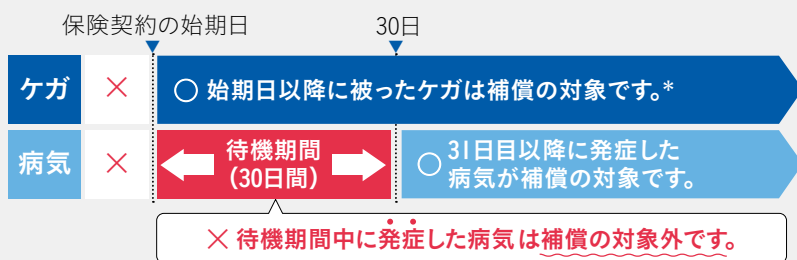 保険契約の始期日 30日
ケガ × ○ 始期日以降に被ったケガは補償の対象です。*
病気 × 待機期間
(30日間)
○ 31日目以降に発症した
病気が補償の対象です。
× 待機期間中に発症した病気は補償の対象外です。